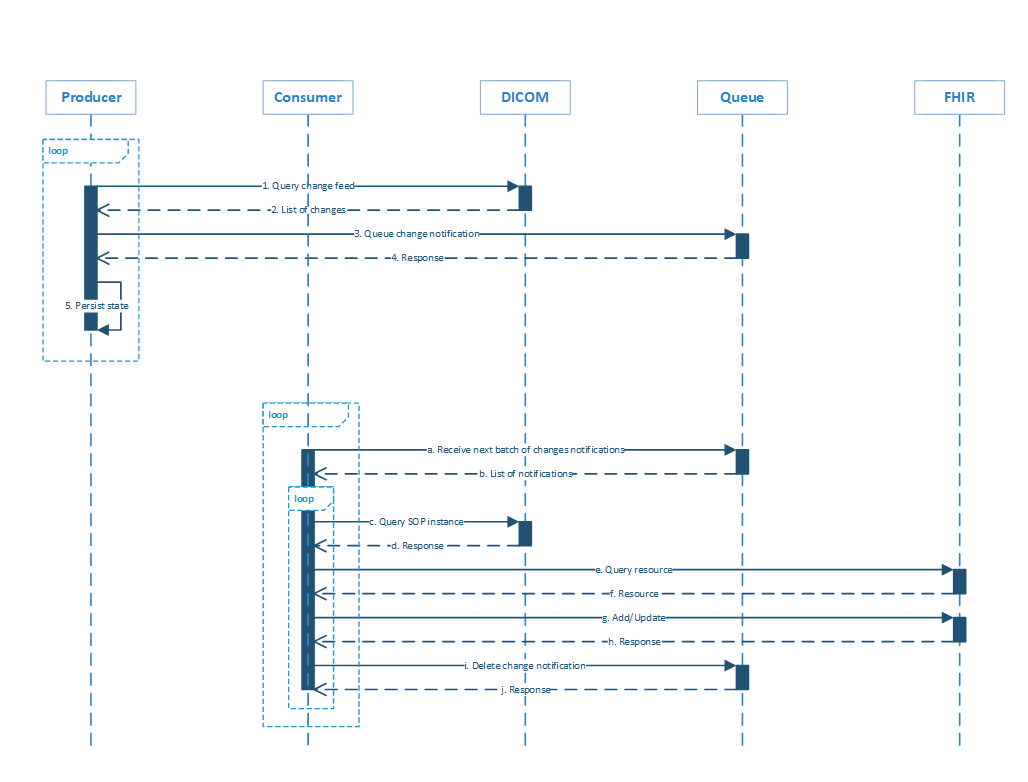 Producer
Consumer
DICOM
Queue
FHIR
loop
1. Query change feed
2. List of changes
3. Queue change notification
4. Response
5. Persist state
loop
a. Receive next batch of changes notifications
b. List of notifications
loop
c. Query SOP instance
d. Response
e. Query resource
f. Resource
g. Add/Update
h. Response
i. Delete change notification
j. Response